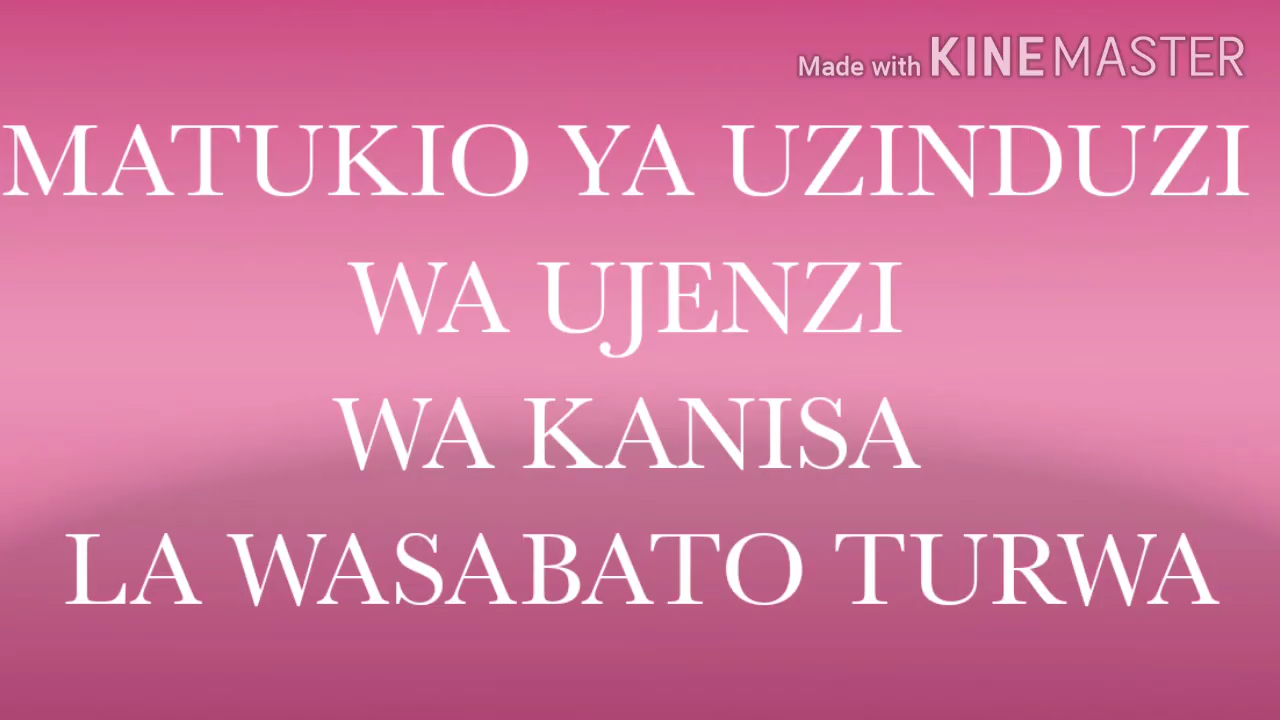 Made with KINEMASTER
MATUKIO YA UZINDUZI
WA UJENZI
WA KANISA
LA WASABATO TURWA